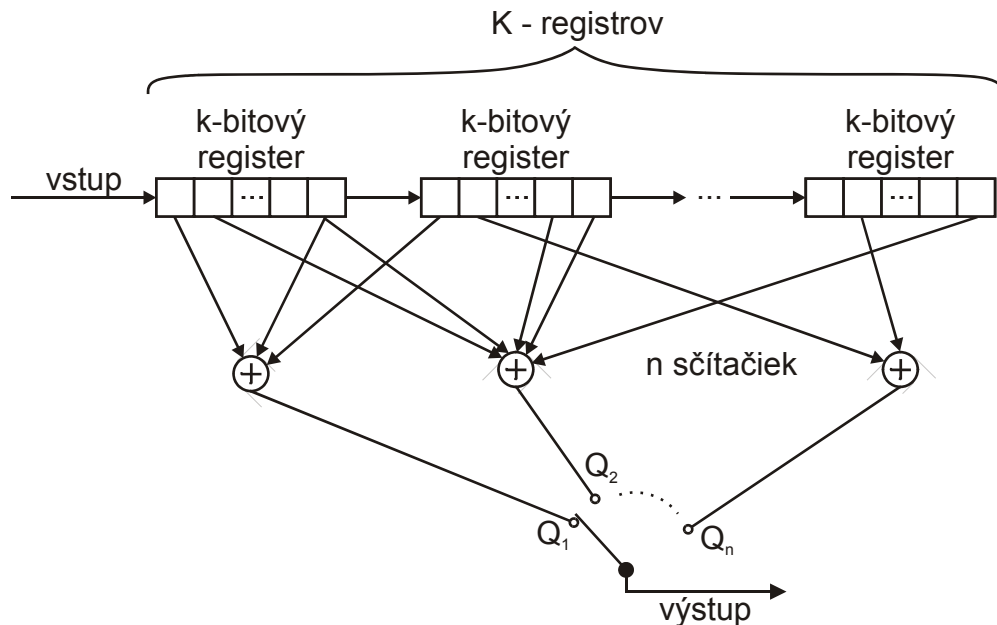 K - registrov
k-bitový
register
k-bitový
register
k-bitový
register
vstup
...
...
...
...
n sčítačiek
Q₂
Q₁
Qₙ
výstup